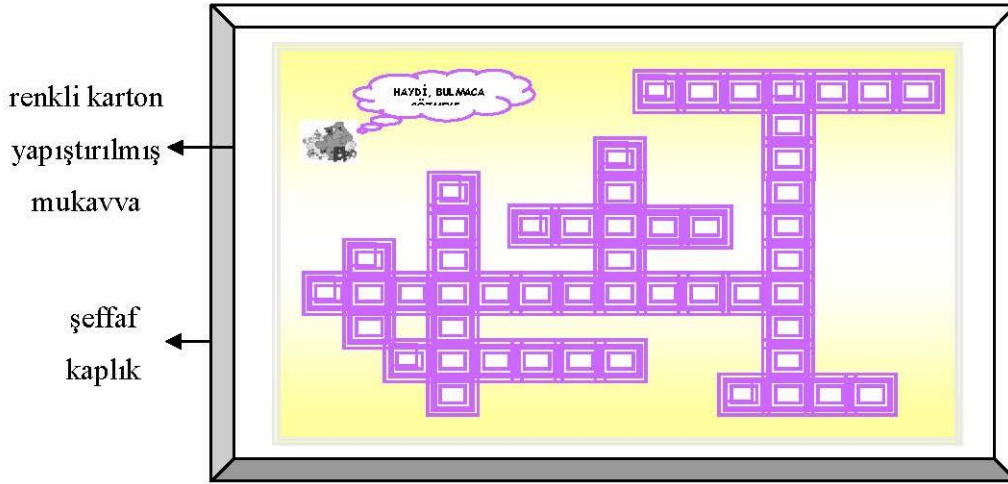 HAYDİ, BULMACA
renkli karton
yapıştırılmış
mukavva
şeffaf
kaplık